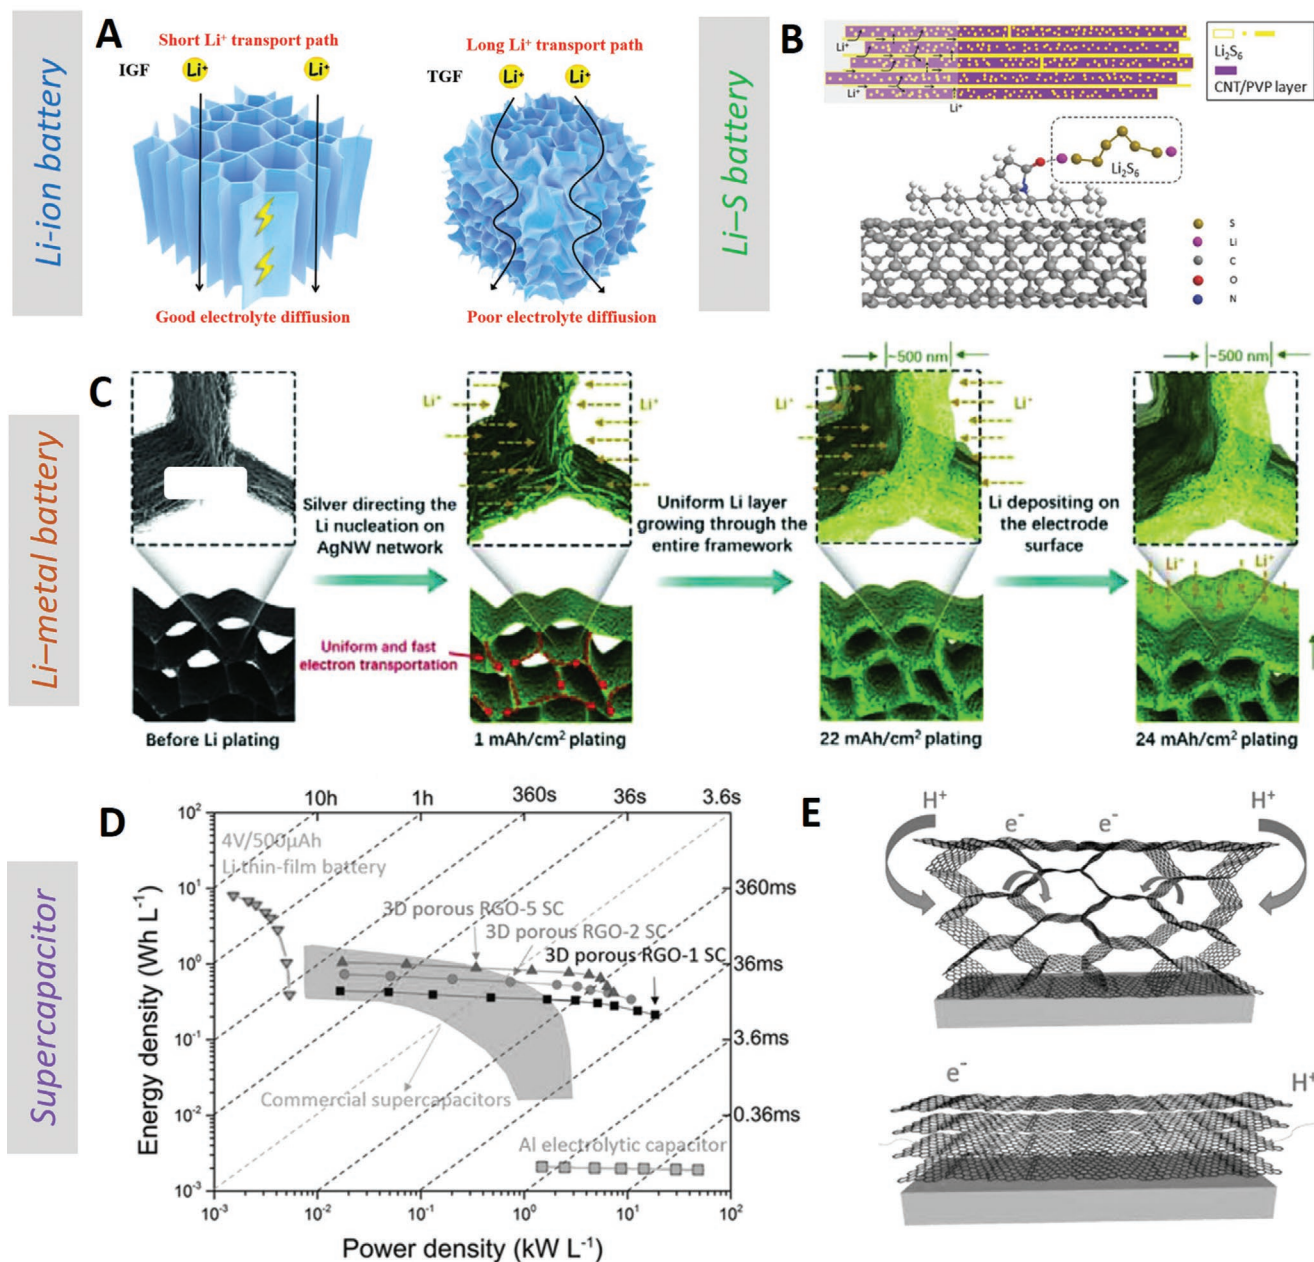 Li-ion battery
A
Short Li⁺ transport path
IGF
Li⁺
Li⁺
Good electrolyte diffusion
Long Li⁺ transport path
TGF
Li⁺
Li⁺
Poor electrolyte diffusion
Li–S battery
B
Li⁺
Li⁺
Li⁺
Li₂S₆
CNT/PVP layer
Li₂S₆
S
Li
C
O
N
Li–metal battery
C
Before Li plating
Silver directing the
Li nucleation on
AgNW network
Uniform and fast
electron transportation
Li⁺
Li⁺
1 mAh/cm² plating
Uniform Li layer
growing through the
entire framework
~500 nm
Li⁺
Li⁺
22 mAh/cm² plating
Li depositing on
the electrode
surface
~500 nm
Li⁺
Li⁺
24 mAh/cm² plating
Supercapacitor
D
10h
1h
360s
36s
3.6s
360ms
36ms
3.6ms
0.36ms
4V/500µAh
Li thin-film battery
3D porous RGO-5 SC
3D porous RGO-2 SC
3D porous RGO-1 SC
Commercial supercapacitors
Al electrolytic capacitor
Energy density (Wh L⁻¹)
10²
10¹
10⁰
10⁻¹
10⁻²
10⁻³
10⁻³
10⁻²
10⁻¹
10⁰
10¹
10²
Power density (kW L⁻¹)
E
H⁺
e⁻
e⁻
H⁺
e⁻
H⁺